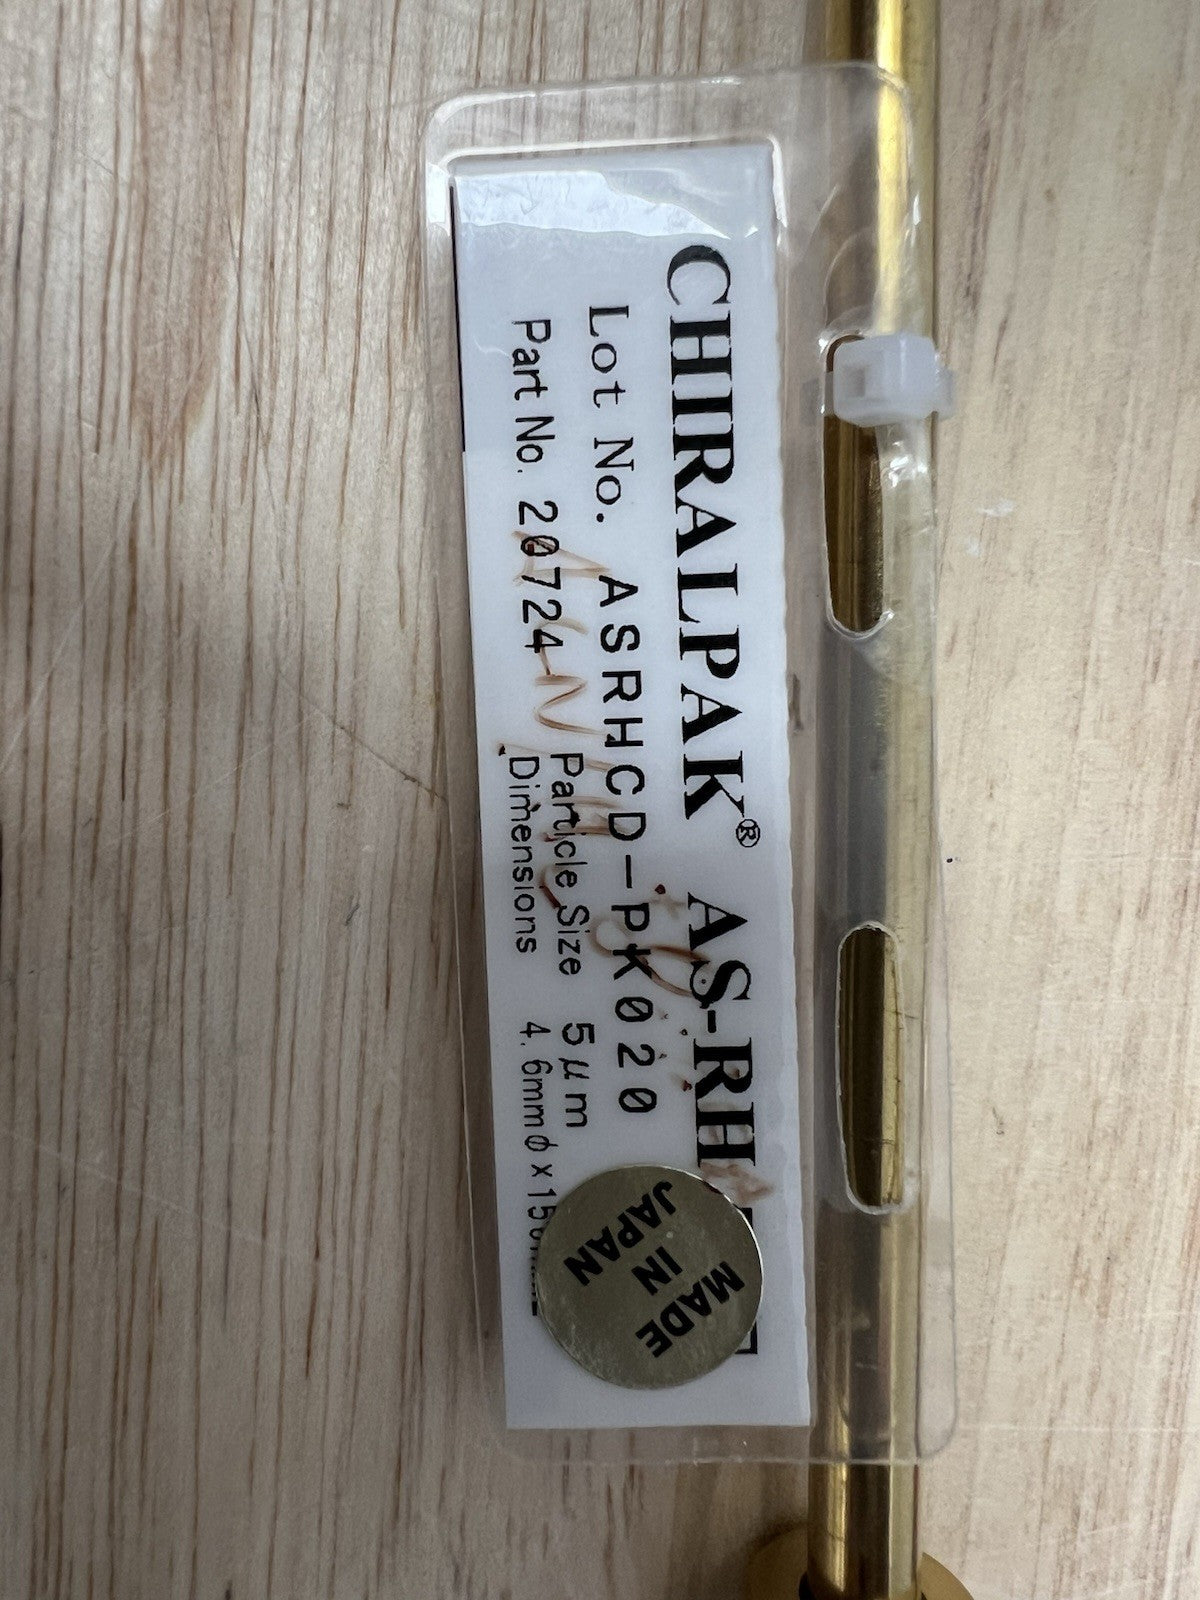 CHIRALPAK® AS-RH
Lot No. ASRHCD-PK020
Part No. 20724
Particle Size 5μm
Dimensions 4.6mmφ x
MADE
IN
JAPAN